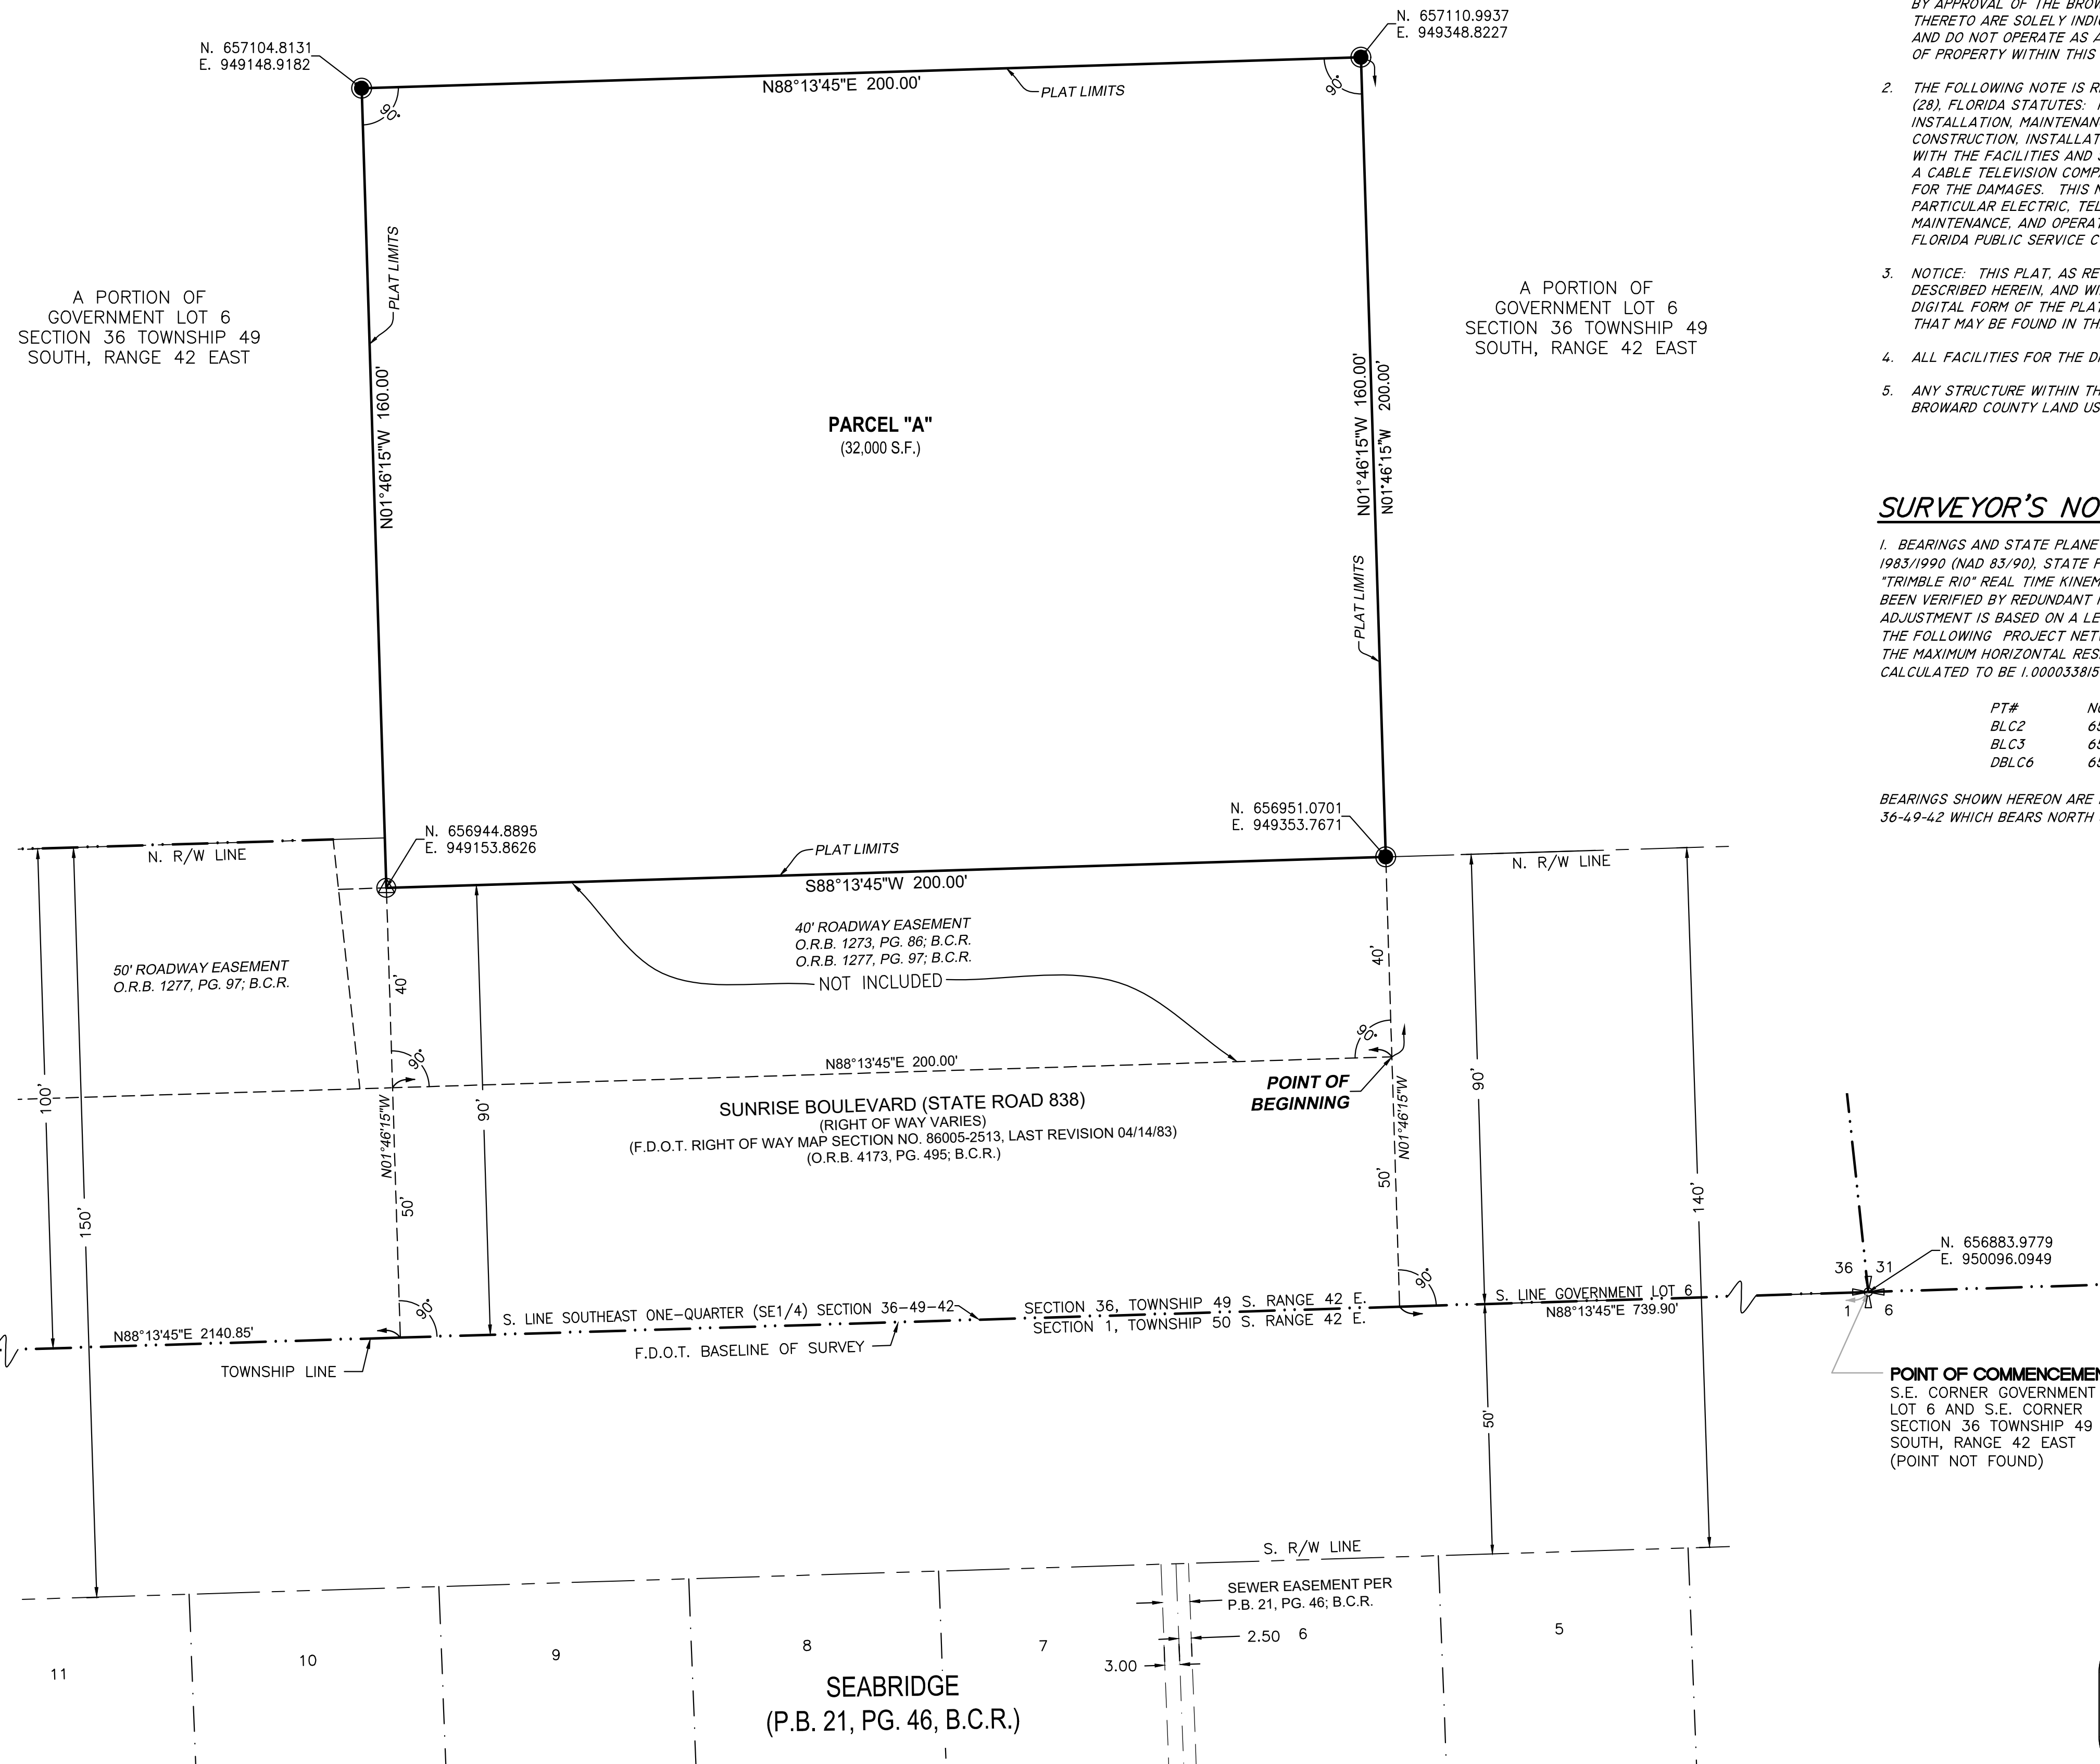 N. 657104.8131
E. 949148.9182
N. 657110.9937
E. 949348.8227
N88°13'45"E 200.00'
PLAT LIMITS
90°
90°
PLAT LIMITS
N01°46'15"W 160.00'
A PORTION OF
GOVERNMENT LOT 6
SECTION 36 TOWNSHIP 49
SOUTH, RANGE 42 EAST
PARCEL "A"
(32,000 S.F.)
N01°46'15"W 160.00'
N01°46'15"W 200.00'
PLAT LIMITS
A PORTION OF
GOVERNMENT LOT 6
SECTION 36 TOWNSHIP 49
SOUTH, RANGE 42 EAST
N. 656944.8895
E. 949153.8626
N. 656951.0701
E. 949353.7671
PLAT LIMITS
S88°13'45"W 200.00'
N. R/W LINE
N. R/W LINE
50' ROADWAY EASEMENT
O.R.B. 1277, PG. 97; B.C.R.
40' ROADWAY EASEMENT
O.R.B. 1273, PG. 86; B.C.R.
O.R.B. 1277, PG. 97; B.C.R.
NOT INCLUDED
40'
40'
90°
90°
N88°13'45"E 200.00'
POINT OF
BEGINNING
100'
150'
90'
90'
140'
N01°46'15"W
N01°46'15"W
50'
50'
SUNRISE BOULEVARD (STATE ROAD 838)
(RIGHT OF WAY VARIES)
(F.D.O.T. RIGHT OF WAY MAP SECTION NO. 86005-2513, LAST REVISION 04/14/83)
(O.R.B. 4173, PG. 495; B.C.R.)
90°
90°
S. LINE SOUTHEAST ONE-QUARTER (SE1/4) SECTION 36-49-42
SECTION 36, TOWNSHIP 49 S. RANGE 42 E.
SECTION 1, TOWNSHIP 50 S. RANGE 42 E.
S. LINE GOVERNMENT LOT 6
N88°13'45"E 739.90'
N88°13'45"E 2140.85'
TOWNSHIP LINE
F.D.O.T. BASELINE OF SURVEY
50'
N. 656883.9779
E. 950096.0949
36 31
1 6
POINT OF COMMENCEMEN
S.E. CORNER GOVERNMENT
LOT 6 AND S.E. CORNER
SECTION 36 TOWNSHIP 49
SOUTH, RANGE 42 EAST
(POINT NOT FOUND)
S. R/W LINE
SEWER EASEMENT PER
P.B. 21, PG. 46; B.C.R.
2.50
3.00
11
10
9
8
7
6
5
SEABRIDGE
(P.B. 21, PG. 46, B.C.R.)
BY APPROVAL OF THE BROW
THERETO ARE SOLELY INDI
AND DO NOT OPERATE AS A
OF PROPERTY WITHIN THIS
2. THE FOLLOWING NOTE IS R
(28), FLORIDA STATUTES:
INSTALLATION, MAINTENAN
CONSTRUCTION, INSTALLAT
WITH THE FACILITIES AND
A CABLE TELEVISION COMP
FOR THE DAMAGES. THIS N
PARTICULAR ELECTRIC, TEL
MAINTENANCE, AND OPERAT
FLORIDA PUBLIC SERVICE C
3. NOTICE: THIS PLAT, AS RE
DESCRIBED HEREIN, AND WI
DIGITAL FORM OF THE PLAT
THAT MAY BE FOUND IN TH
4. ALL FACILITIES FOR THE DI
5. ANY STRUCTURE WITHIN TH
BROWARD COUNTY LAND US
SURVEYOR'S NO
1. BEARINGS AND STATE PLANE
1983/1990 (NAD 83/90), STATE P
"TRIMBLE R10" REAL TIME KINEM
BEEN VERIFIED BY REDUNDANT
ADJUSTMENT IS BASED ON A LE
THE FOLLOWING PROJECT NET
THE MAXIMUM HORIZONTAL RES
CALCULATED TO BE 1.000033815
PT# N
BLC2 65
BLC3 65
DBLC6 65
BEARINGS SHOWN HEREON ARE
36-49-42 WHICH BEARS NORTH